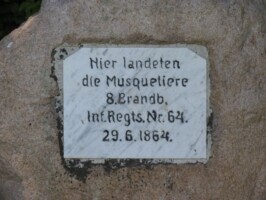 Hier landeten
die Musquetiere
8. Brandb.
Inf. Regts. Nr. 64.
29. 6. 1864.